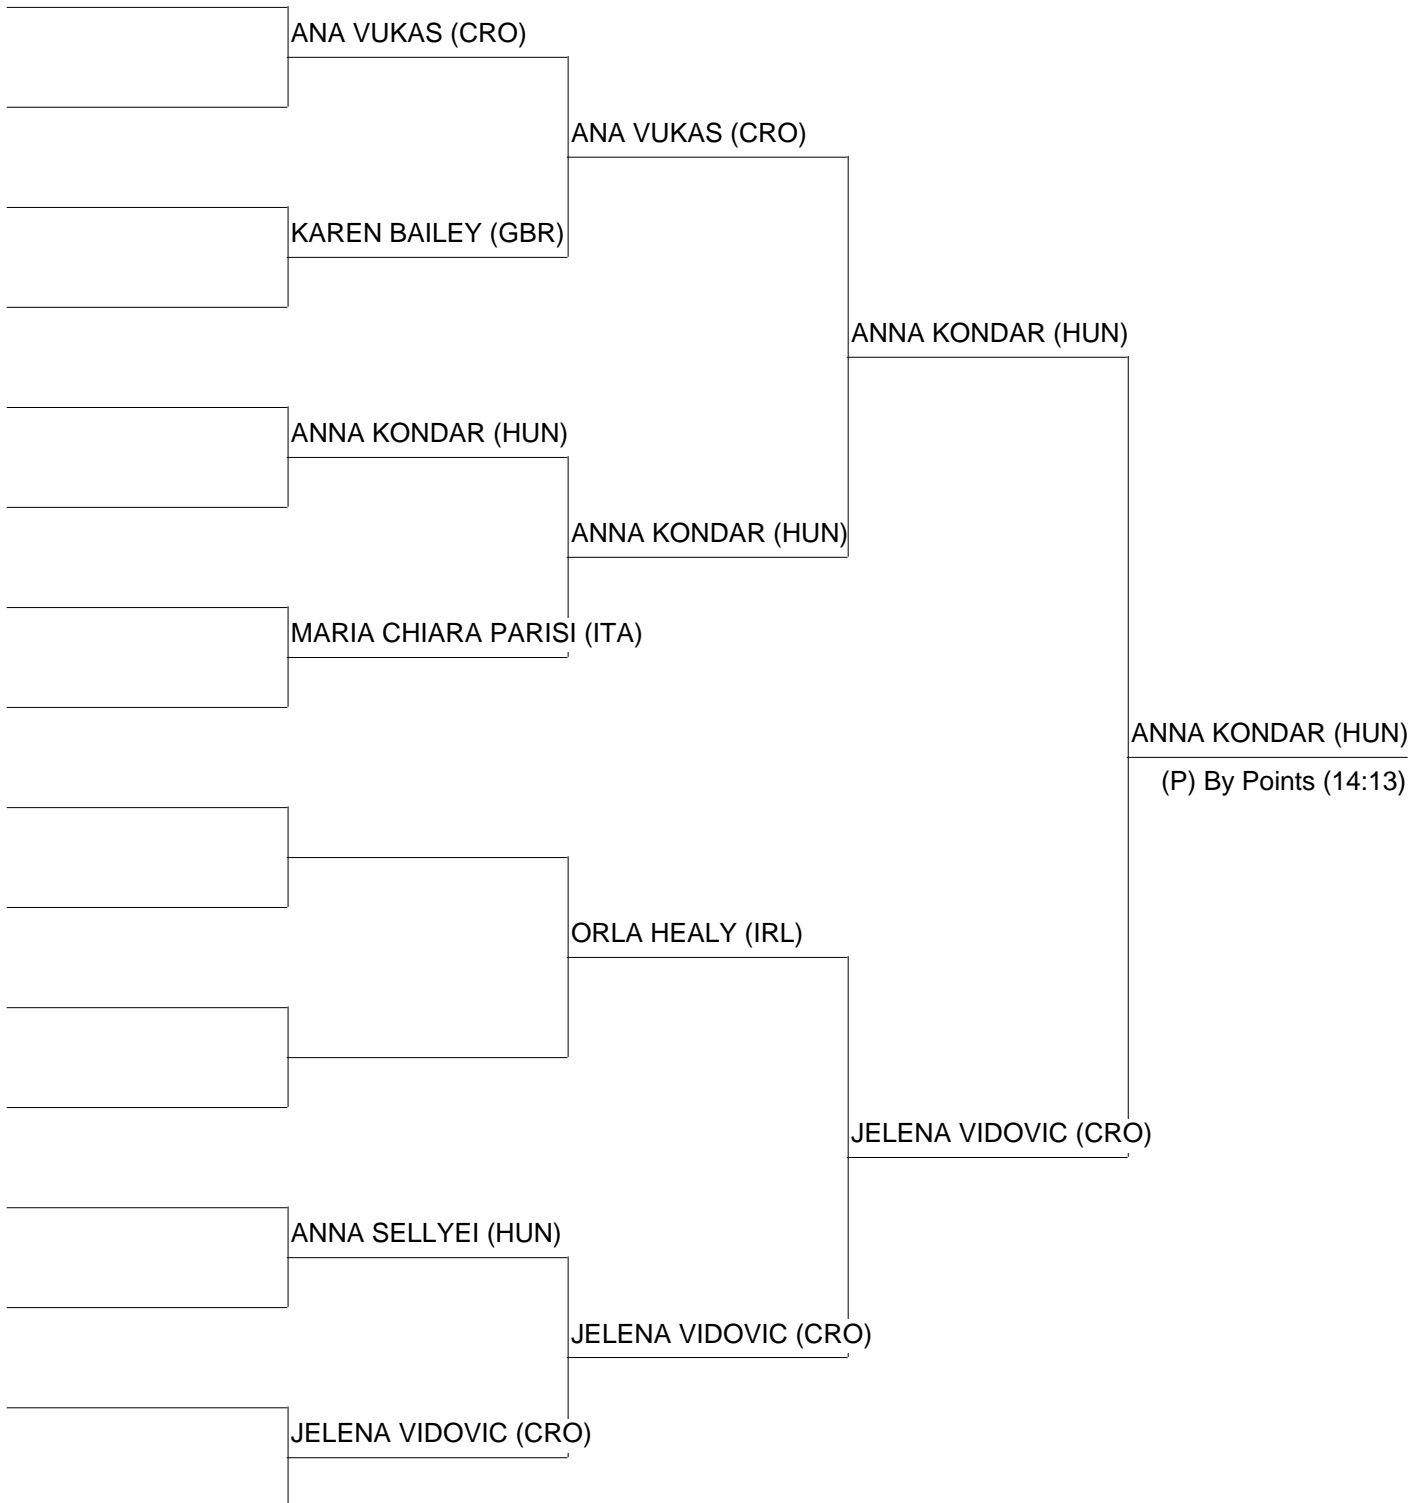 ANA VUKAS (CRO)
ANA VUKAS (CRO)
KAREN BAILEY (GBR)
ANNA KONDAR (HUN)
ANNA KONDAR (HUN)
ANNA KONDAR (HUN)
MARIA CHIARA PARISI (ITA)
ANNA KONDAR (HUN)
(P) By Points (14:13)
ORLA HEALY (IRL)
JELENA VIDOVIC (CRO)
ANNA SELLYEI (HUN)
JELENA VIDOVIC (CRO)
JELENA VIDOVIC (CRO)